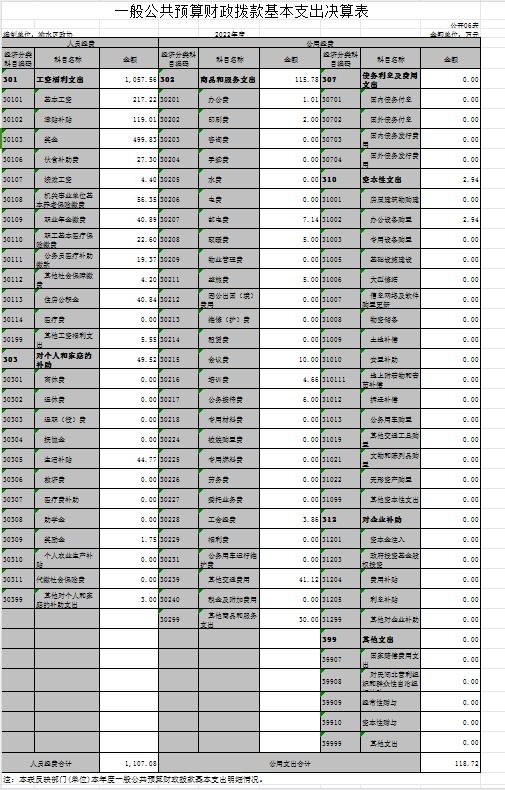 一般公共预算财政拨款基本支出决算表
公开06表
编制单位：渝水区政协 2022年度 金额单位：万元
人员经费 公用经费
经济分类科目编码 科目名称 金额 经济分类科目编码 科目名称 金额 经济分类科目编码 科目名称 金额
301 工资福利支出 1,057.56 302 商品和服务支出 115.78 307 债务利息及费用支出 0.00
30101 基本工资 217.22 30201 办公费 1.01 30701 国内债务付息 0.00
30102 津贴补贴 119.01 30202 印刷费 2.00 30702 国外债务付息 0.00
30103 奖金 499.83 30203 咨询费 0.00 30703 国内债务发行费用 0.00
30106 伙食补助费 27.30 30204 手续费 0.00 30704 国外债务发行费用 0.00
30107 绩效工资 4.40 30205 水费 0.00 310 资本性支出 2.94
30108 机关事业单位基本养老保险缴费 56.35 30206 电费 0.00 31001 房屋建筑物购建 0.00
30109 职业年金缴费 40.89 30207 邮电费 7.14 31002 办公设备购置 2.94
30110 职工基本医疗保险缴费 22.60 30208 取暖费 5.00 31003 专用设备购置 0.00
30111 公务员医疗补助缴款 19.37 30209 物业管理费 0.00 31005 基础设施建设 0.00
30112 其他社会保障缴费 4.20 30211 差旅费 5.00 31006 大型修缮 0.00
30113 住房公积金 40.84 30212 因公出国（境）费用 0.00 31007 信息网络及软件购置更新 0.00
30114 医疗费 0.00 30213 维修（护）费 0.00 31008 物资储备 0.00
30199 其他工资福利支出 5.55 30214 租赁费 0.00 31009 土地补偿 0.00
303 对个人和家庭的补助 49.52 30215 会议费 10.00 31010 安置补助 0.00
30301 离休费 0.00 30216 培训费 4.66 310111 地上附着物和青苗补偿 0.00
30302 退休费 0.00 30217 公务接待费 6.00 31012 拆迁补偿 0.00
30303 退职（役）费 0.00 30218 专用材料费 0.00 31013 公务用车购置 0.00
30304 抚恤金 0.00 30224 被装购置费 0.00 31019 其他交通工具购置 0.00
30305 生活补贴 44.77 30225 专用燃料费 0.00 31021 文物和陈列品购置 0.00
30306 救济费 0.00 30226 劳务费 0.00 31022 无形资产购置 0.00
30307 医疗费补助 0.00 30227 委托业务费 0.00 31099 其他资本性支出 0.00
30308 助学金 0.00 30228 工会经费 3.86 312 对企业补助 0.00
30309 奖励金 1.75 30229 福利费 0.00 31201 资本金注入 0.00
30310 个人农业生产补贴 0.00 30231 公务用车运行维护费 0.00 31203 政府投资基金股权投资 0.00
30311 代缴社会保险费 0.00 30239 其他交通费用 41.12 31204 费用补贴 0.00
30399 其他对个人和家庭的补助支出 3.00 30240 税金及附加费用 0.00 31205 利息补贴 0.00
30299 其他商品和服务支出 30.00 31299 其他对企业补助 0.00
399 其他支出 0.00
39907 国家赔偿费用支出 0.00
39908 对民间非营利组织和群众性自治组 0.00
39909 经常性赠与 0.00
39910 资本性赠与 0.00
39999 其他支出 0.00
人员经费合计 1,107.08 公用支出合计 118.72
注：本表反映部门(单位)本年度一般公共预算财政拨款基本支出明细情况。